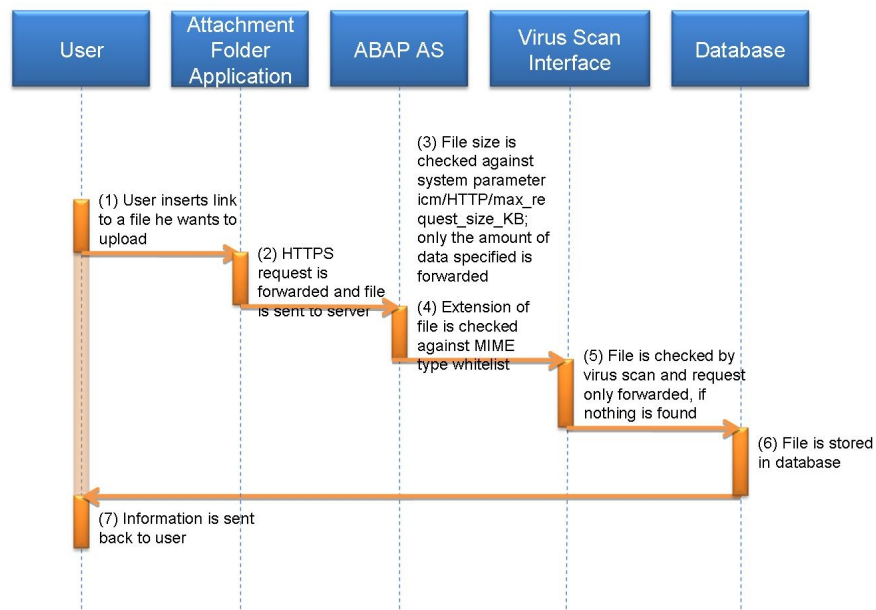 User
Attachment
Folder
Application
ABAP AS
Virus Scan
Interface
Database
(1) User inserts link
to a file he wants to
upload
(2) HTTPS
request is
forwarded and file
is sent to server
(3) File size is
checked against
system parameter
icm/HTTP/max_re
quest_size_KB;
only the amount of
data specified is
forwarded
(4) Extension of
file is checked
against MIME
type whitelist
(5) File is checked by
virus scan and request
only forwarded, if
nothing is found
(6) File is stored
in database
(7) Information is sent
back to user